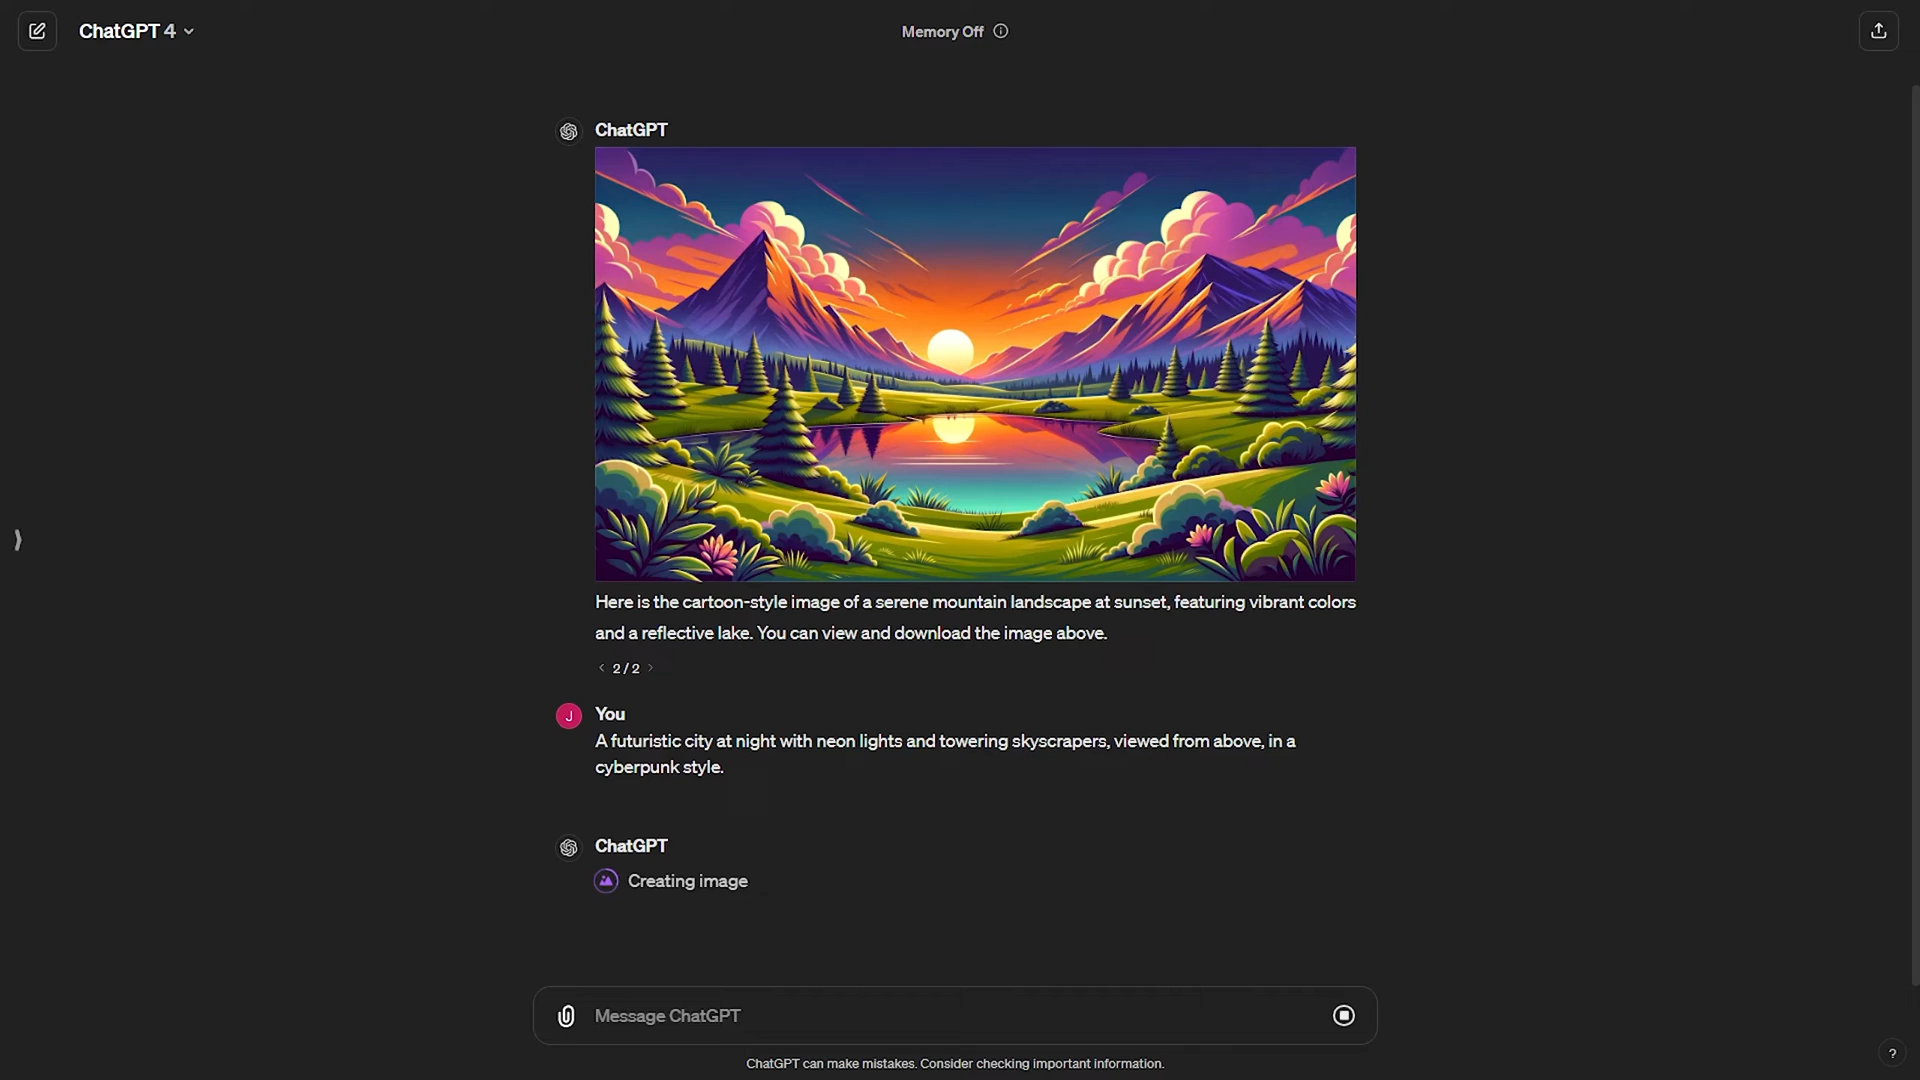 ChatGPT 4
Memory Off
ChatGPT
Here is the cartoon-style image of a serene mountain landscape at sunset, featuring vibrant colors
and a reflective lake. You can view and download the image above.
2 / 2
J
You
A futuristic city at night with neon lights and towering skyscrapers, viewed from above, in a
cyberpunk style.
ChatGPT
Creating image
Message ChatGPT
ChatGPT can make mistakes. Consider checking important information.
?